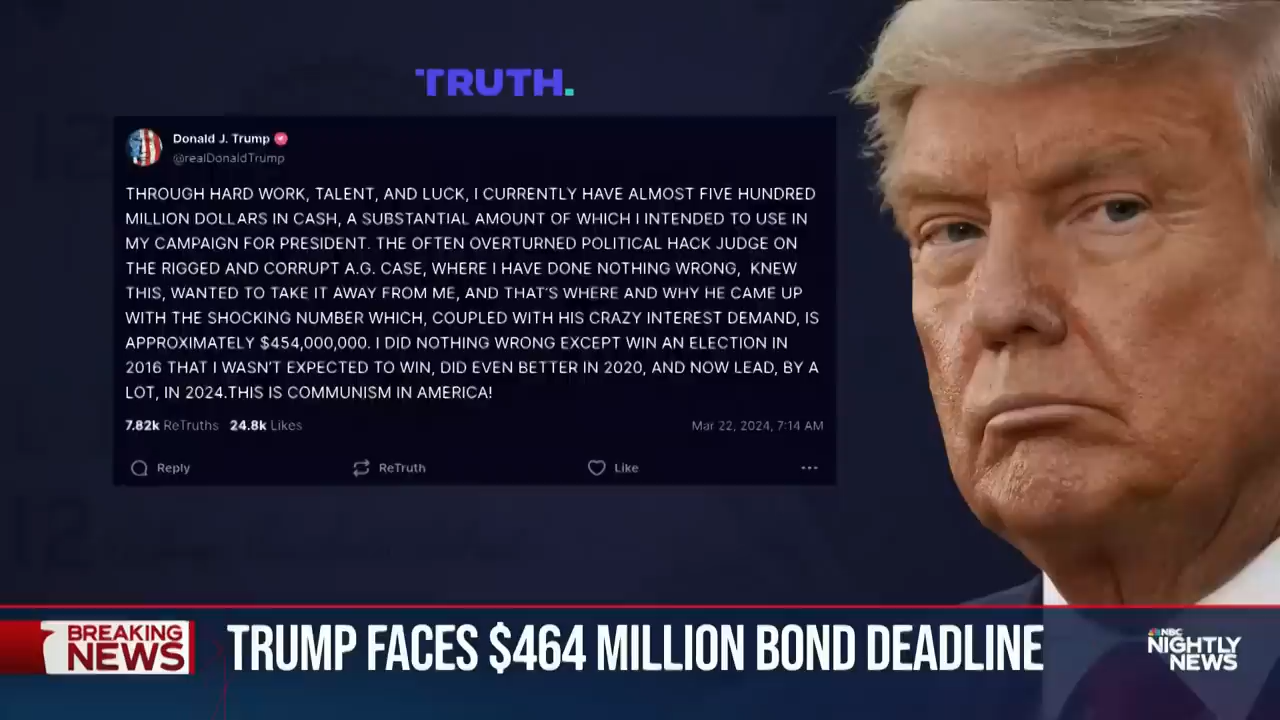 TRUTH.
Donald J. Trump
@realDonaldTrump
THROUGH HARD WORK, TALENT, AND LUCK, I CURRENTLY HAVE ALMOST FIVE HUNDRED
MILLION DOLLARS IN CASH, A SUBSTANTIAL AMOUNT OF WHICH I INTENDED TO USE IN
MY CAMPAIGN FOR PRESIDENT. THE OFTEN OVERTURNED POLITICAL HACK JUDGE ON
THE RIGGED AND CORRUPT A.G. CASE, WHERE I HAVE DONE NOTHING WRONG, KNEW
THIS, WANTED TO TAKE IT AWAY FROM ME, AND THAT'S WHERE AND WHY HE CAME UP
WITH THE SHOCKING NUMBER WHICH, COUPLED WITH HIS CRAZY INTEREST DEMAND, IS
APPROXIMATELY $454,000,000. I DID NOTHING WRONG EXCEPT WIN AN ELECTION IN
2016 THAT I WASN'T EXPECTED TO WIN, DID EVEN BETTER IN 2020, AND NOW LEAD, BY A
LOT, IN 2024.THIS IS COMMUNISM IN AMERICA!
7.82k ReTruths 24.8k Likes Mar 22, 2024, 7:14 AM
Reply ReTruth Like
BREAKING
NEWS
TRUMP FACES $464 MILLION BOND DEADLINE
NBC
NIGHTLY
NEWS